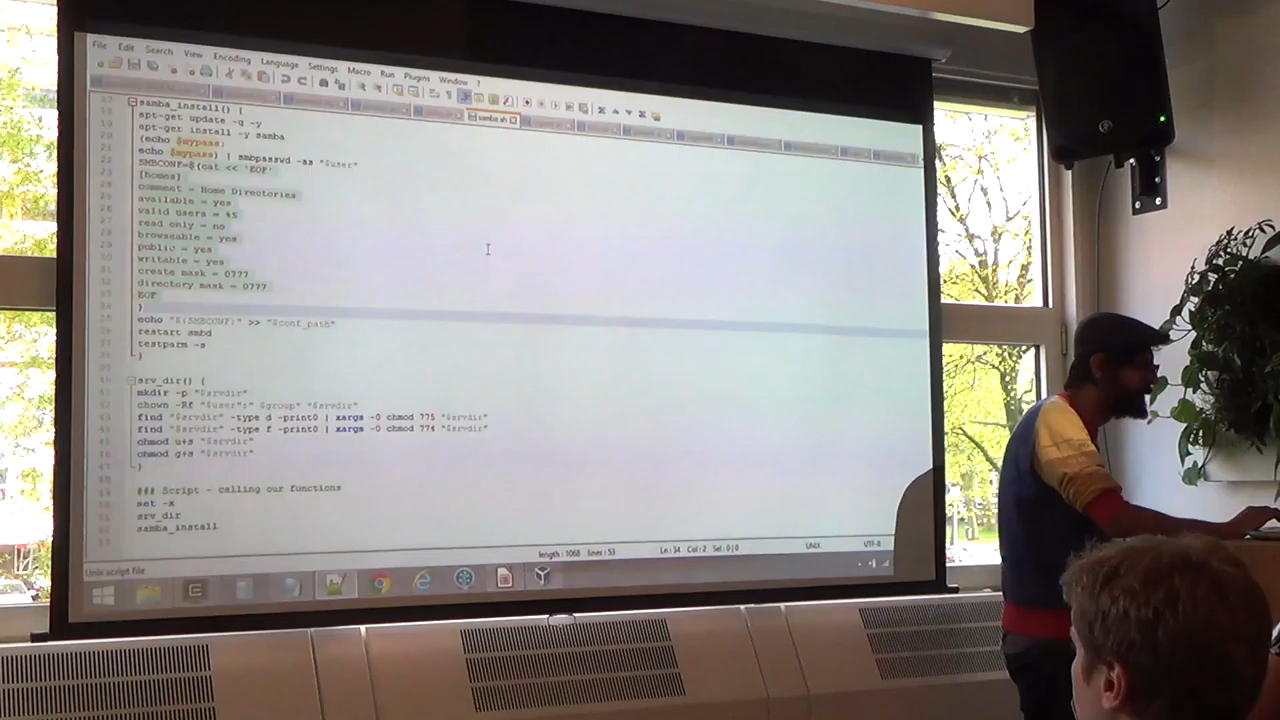 File Edit Search View Encoding Language Settings Macro Run Plugins Window ?
samba.sh
samba_install() {
apt-get update -q -y
apt-get install -y samba
(echo $mypass;
echo $mypass) | smbpasswd -as "$user"
SMBCONF=$(cat << 'EOF'
[homes]
comment = Home Directories
available = yes
valid users = %S
read only = no
browseable = yes
public = yes
writable = yes
create mask = 0777
directory mask = 0777
EOF
)
echo "${SMBCONF}" >> "$conf_path"
restart smbd
testparm -s
}
srv_dir() {
mkdir -p "$srvdir"
chown -Rf "$user":" $group" "$srvdir"
find "$srvdir" -type d -print0 | xargs -0 chmod 775 "$srvdir"
find "$srvdir" -type f -print0 | xargs -0 chmod 774 "$srvdir"
chmod u+s "$srvdir"
chmod g+s "$srvdir"
}
### Script - calling our functions
set -x
srv_dir
samba_install
Unix script file length : 1068 lines : 53 Ln : 34 Col : 2 Sel : 0 | 0 UNIX UTF-8